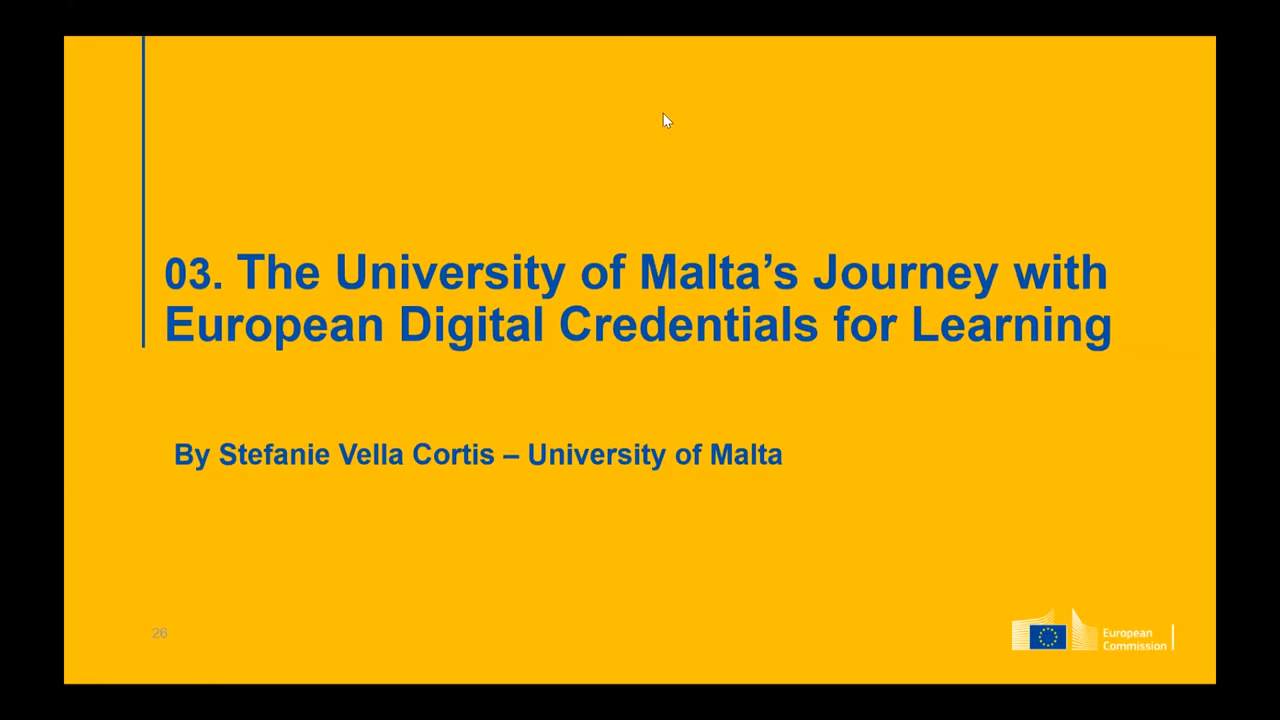 03. The University of Malta’s Journey with
European Digital Credentials for Learning
By Stefanie Vella Cortis – University of Malta
26
European
Commission